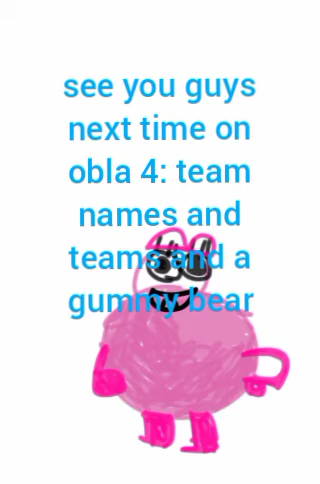 see you guys
next time on
obla 4: team
names and
teams and a
gummy bear